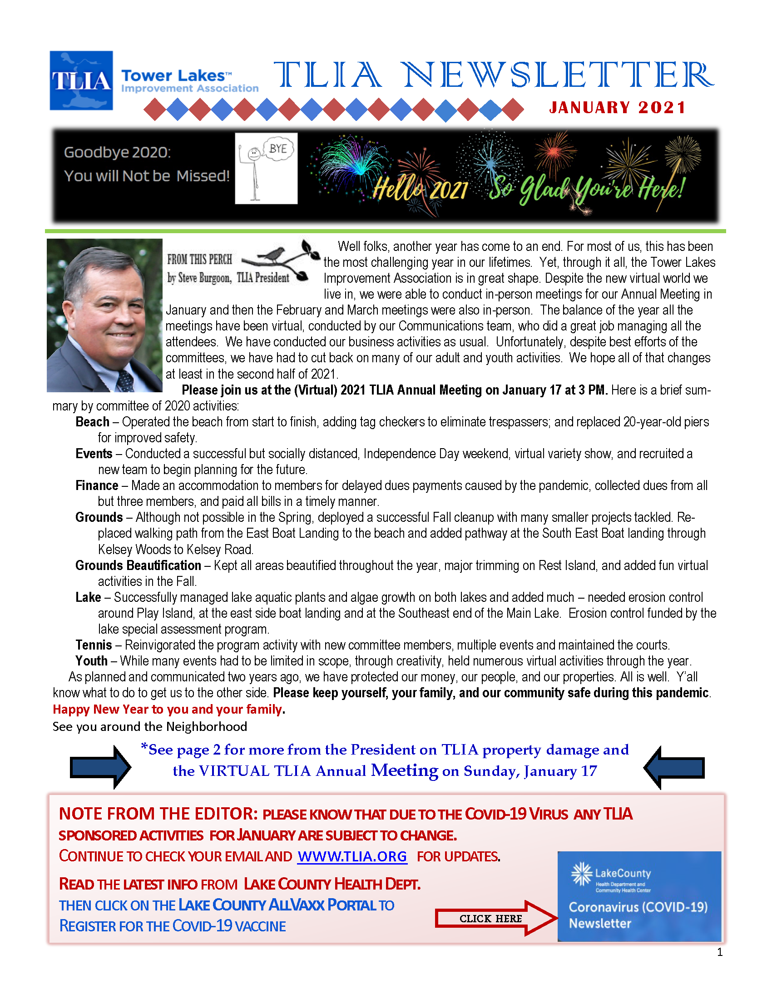 TLIA
Tower Lakes™
Improvement Association
TLIA NEWSLETTER
JANUARY 2021
Goodbye 2020:
You will Not be Missed!
BYE
Hello 2021 So Glad You're Here!
FROM THIS PERCH
by Steve Burgoon, TLIA President
Well folks, another year has come to an end. For most of us, this has been
the most challenging year in our lifetimes. Yet, through it all, the Tower Lakes
Improvement Association is in great shape. Despite the new virtual world we
live in, we were able to conduct in-person meetings for our Annual Meeting in
January and then the February and March meetings were also in-person. The balance of the year all the
meetings have been virtual, conducted by our Communications team, who did a great job managing all the
attendees. We have conducted our business activities as usual. Unfortunately, despite best efforts of the
committees, we have had to cut back on many of our adult and youth activities. We hope all of that changes
at least in the second half of 2021.
Please join us at the (Virtual) 2021 TLIA Annual Meeting on January 17 at 3 PM. Here is a brief sum-
mary by committee of 2020 activities:
Beach – Operated the beach from start to finish, adding tag checkers to eliminate trespassers; and replaced 20-year-old piers
for improved safety.
Events – Conducted a successful but socially distanced, Independence Day weekend, virtual variety show, and recruited a
new team to begin planning for the future.
Finance – Made an accommodation to members for delayed dues payments caused by the pandemic, collected dues from all
but three members, and paid all bills in a timely manner.
Grounds – Although not possible in the Spring, deployed a successful Fall cleanup with many smaller projects tackled. Re-
placed walking path from the East Boat Landing to the beach and added pathway at the South East Boat landing through
Kelsey Woods to Kelsey Road.
Grounds Beautification – Kept all areas beautified throughout the year, major trimming on Rest Island, and added fun virtual
activities in the Fall.
Lake – Successfully managed lake aquatic plants and algae growth on both lakes and added much – needed erosion control
around Play Island, at the east side boat landing and at the Southeast end of the Main Lake. Erosion control funded by the
lake special assessment program.
Tennis – Reinvigorated the program activity with new committee members, multiple events and maintained the courts.
Youth – While many events had to be limited in scope, through creativity, held numerous virtual activities through the year.
As planned and communicated two years ago, we have protected our money, our people, and our properties. All is well. Y'all
know what to do to get us to the other side. Please keep yourself, your family, and our community safe during this pandemic.
Happy New Year to you and your family.
See you around the Neighborhood
*See page 2 for more from the President on TLIA property damage and
the VIRTUAL TLIA Annual Meeting on Sunday, January 17
NOTE FROM THE EDITOR: PLEASE KNOW THAT DUE TO THE COVID-19 VIRUS ANY TLIA
SPONSORED ACTIVITIES FOR JANUARY ARE SUBJECT TO CHANGE.
CONTINUE TO CHECK YOUR EMAIL AND WWW.TLIA.ORG FOR UPDATES.
READ THE LATEST INFO FROM LAKE COUNTY HEALTH DEPT.
THEN CLICK ON THE LAKE COUNTY ALLVAXX PORTAL TO
REGISTER FOR THE COVID-19 VACCINE
CLICK HERE
LakeCounty
Health Department and
Community Health Center
Coronavirus (COVID-19)
Newsletter
1